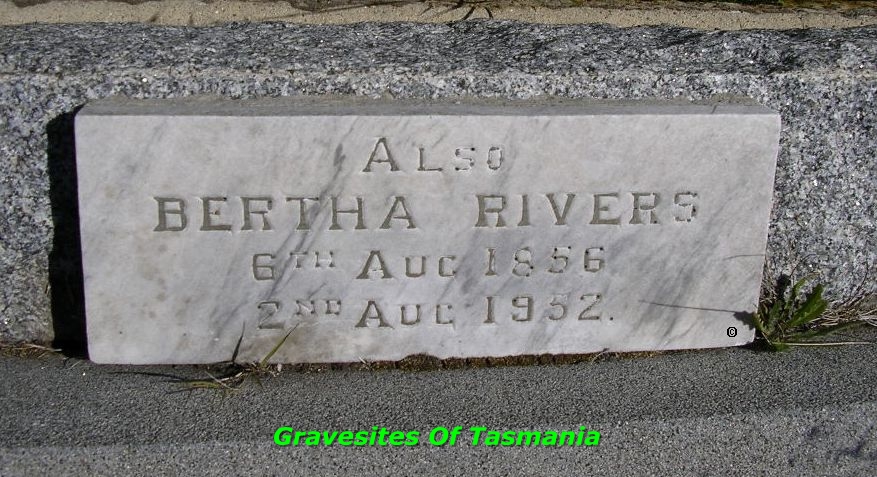 ALSO
BERTHA RIVERS
6TH AUG 1856
2ND AUG 1952.
©
Gravesites Of Tasmania